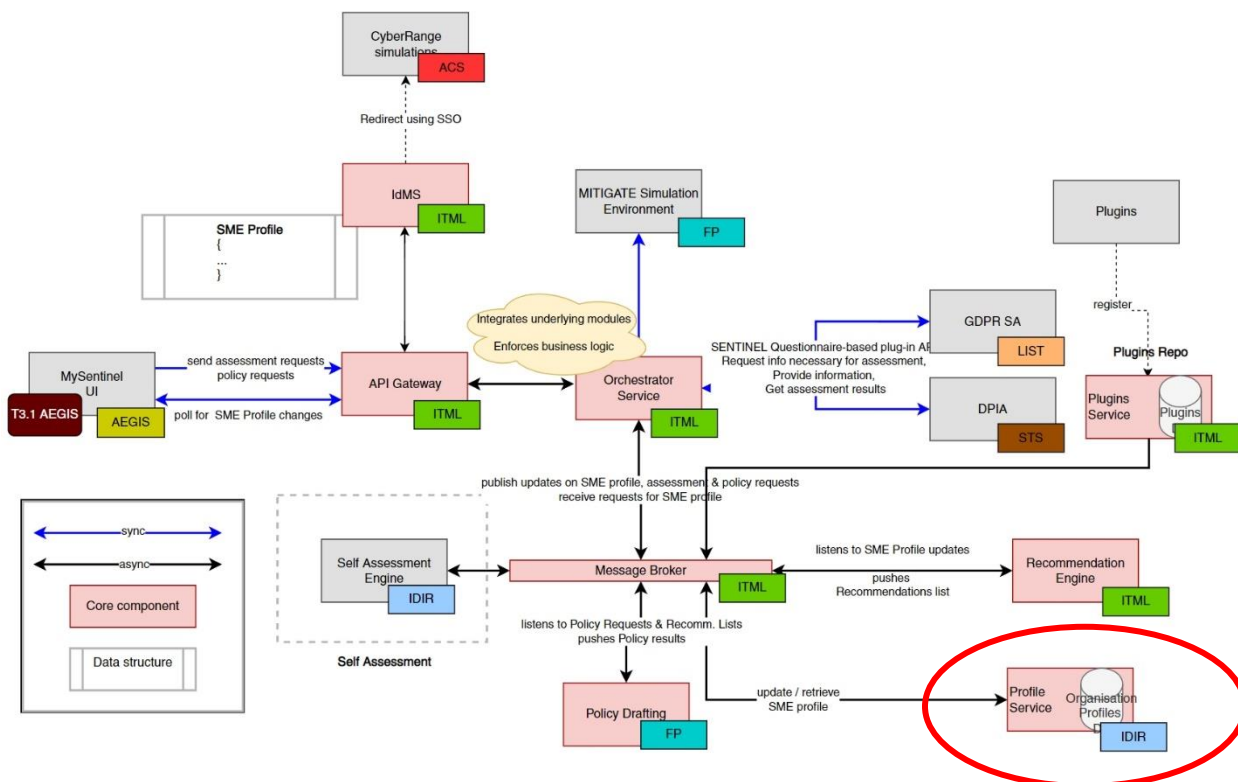 CyberRange
simulations
ACS
Redirect using SSO
IdMS
ITML
SME Profile
{
...
}
MITIGATE Simulation
Environment
FP
Plugins
register
Integrates underlying modules
Enforces business logic
GDPR SA
LIST
SENTINEL Questionnaire-based plug-in AP
Request info necessary for assessment,
Provide information,
Get assessment results
Plugins Repo
send assessment requests
policy requests
MySentinel
UI
T3.1 AEGIS
AEGIS
poll for SME Profile changes
API Gateway
ITML
Orchestrator
Service
ITML
DPIA
STS
Plugins
Service
Plugins
ITML
publish updates on SME profile, assessment & policy requests
receive requests for SME profile
sync
async
Core component
Data structure
Self Assessment
Engine
IDIR
Self Assessment
Message Broker
ITML
listens to SME Profile updates
pushes
Recommendations list
Recommendation
Engine
ITML
listens to Policy Requests & Recomm. Lists
pushes Policy results
Policy Drafting
FP
update / retrieve
SME profile
Profile
Service
Organisation
Profiles
IDIR